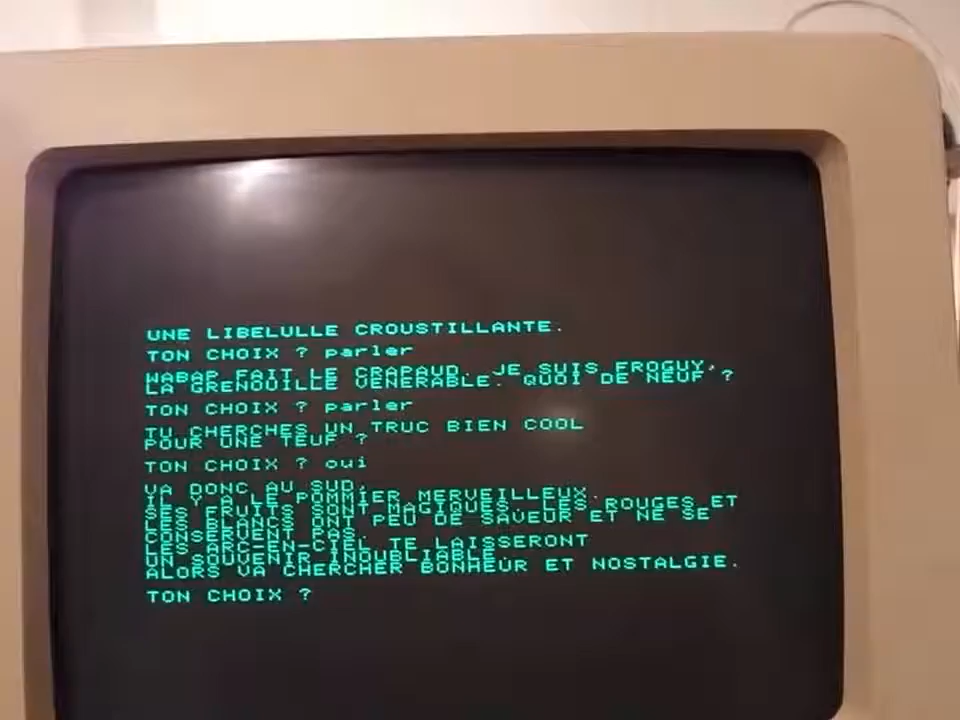 UNE LIBELULLE CROUSTILLANTE.
TON CHOIX ? parler
WABAP FAIT LE CRAPAUD. JE SUIS FROGUY,
LA GRENOUILLE VENERABLE. QUOI DE NEUF ?
TON CHOIX ? parler
TU CHERCHES UN TRUC BIEN COOL
POUR UNE TEUF ?
TON CHOIX ? oui
VA DONC AU SUD.
IL Y A LE POMMIER MERVEILLEUX.
SES FRUITS SONT MAGIQUES. LES ROUGES ET
LES BLANCS ONT PEU DE SAVEUR ET NE SE
CONSERVENT PAS.
LES ARC-EN-CIEL TE LAISSERONT
UN SOUVENIR INOUBLIABLE.
ALORS VA CHERCHER BONHEUR ET NOSTALGIE.
TON CHOIX ?